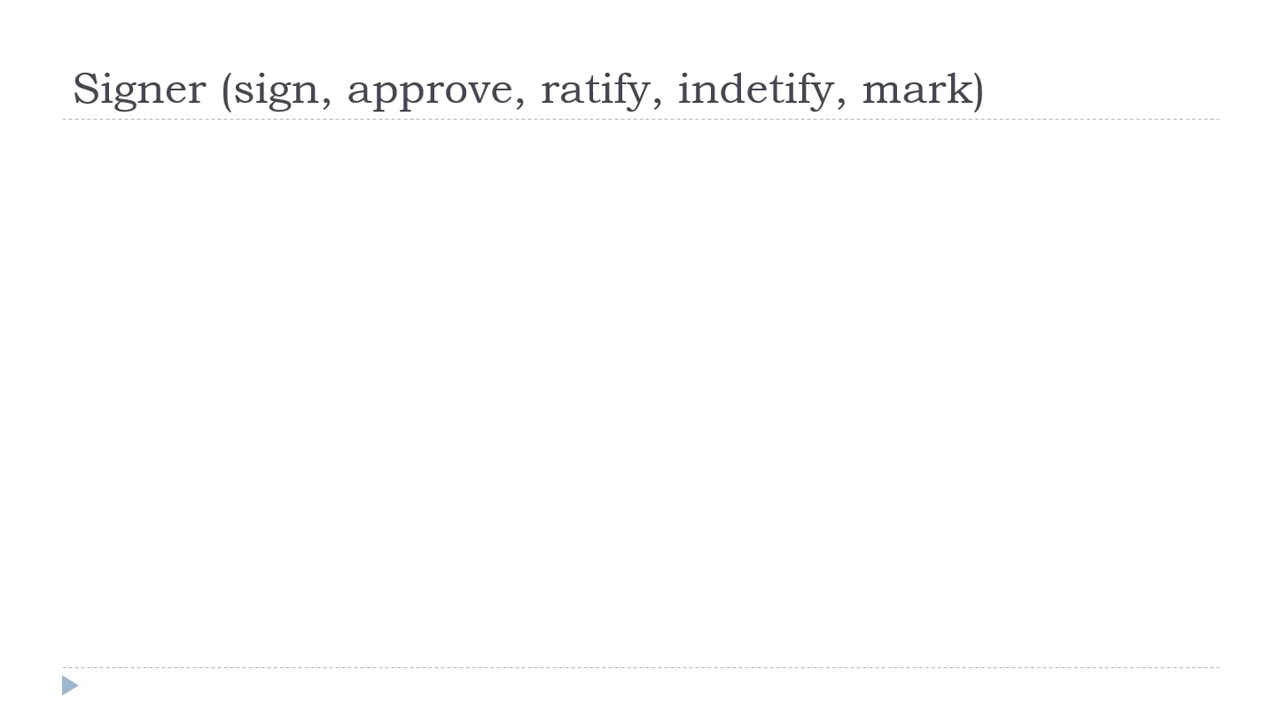 Signer (sign, approve, ratify, indetify, mark)